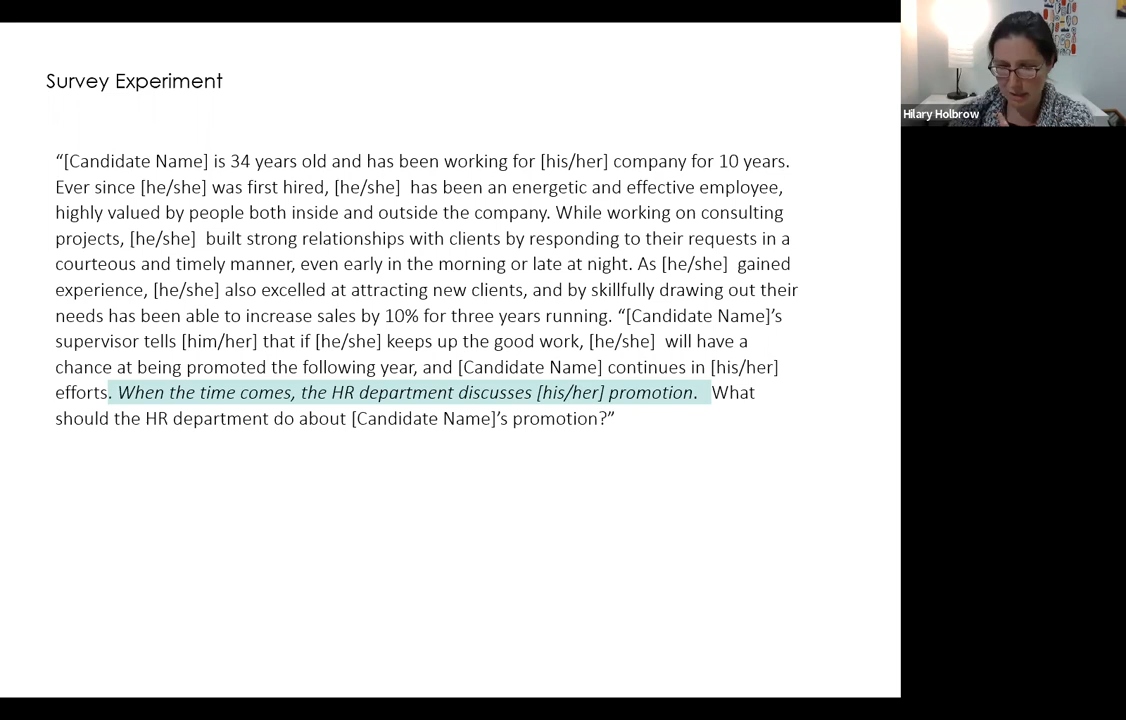 Survey Experiment
“[Candidate Name] is 34 years old and has been working for [his/her] company for 10 years.
Ever since [he/she] was first hired, [he/she]  has been an energetic and effective employee,
highly valued by people both inside and outside the company. While working on consulting
projects, [he/she]  built strong relationships with clients by responding to their requests in a
courteous and timely manner, even early in the morning or late at night. As [he/she]  gained
experience, [he/she] also excelled at attracting new clients, and by skillfully drawing out their
needs has been able to increase sales by 10% for three years running. “[Candidate Name]’s
supervisor tells [him/her] that if [he/she] keeps up the good work, [he/she]  will have a
chance at being promoted the following year, and [Candidate Name] continues in [his/her]
efforts. When the time comes, the HR department discusses [his/her] promotion.  What
should the HR department do about [Candidate Name]’s promotion?”
Hilary Holbrow